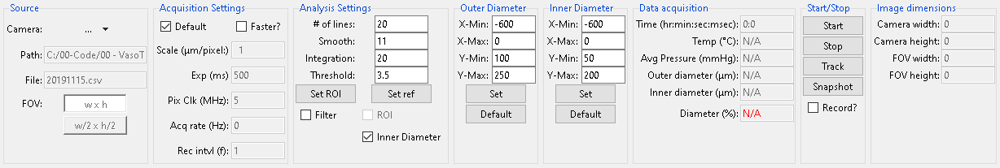 Source
Camera: ...
Path: C:/00-Code/00 - VasoT
File: 20191115.csv
FOV: w x h
w/2 x h/2
Acquisition Settings
Default Faster?
Scale (µm/pixel): 1
Exp (ms) 500
Pix Clk (MHz): 5
Acq rate (Hz): 0
Rec intvl (f): 1
Analysis Settings
# of lines: 20
Smooth: 11
Integration: 20
Threshold: 3.5
Set ROI Set ref
Filter ROI
Inner Diameter
Outer Diameter
X-Min: -600
X-Max: 0
Y-Min: 100
Y-Max: 250
Set
Default
Inner Diameter
X-Min: -600
X-Max: 0
Y-Min: 50
Y-Max: 200
Set
Default
Data acquisition
Time (hr:min:sec:msec): 0:0
Temp (°C): N/A
Avg Pressure (mmHg): N/A
Outer diameter (µm): N/A
Inner diameter (µm): N/A
Diameter (%): N/A
Start/Stop
Start
Stop
Track
Snapshot
Record?
Image dimensions
Camera width: 0
Camera height: 0
FOV width: 0
FOV height: 0